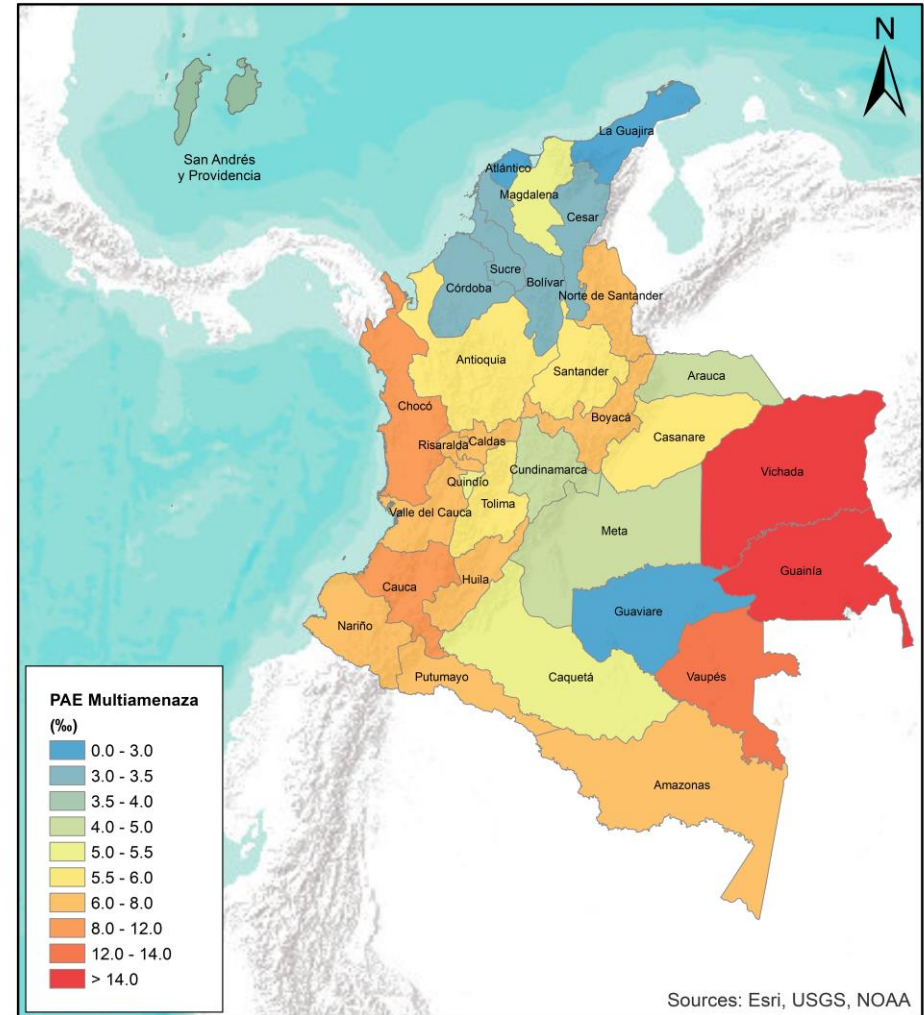 N
La Guajira
San Andrés
y Providencia
Atlántico
Magdalena
Cesar
Sucre
Bolívar
Córdoba
Norte de Santander
Antioquia
Santander
Arauca
Chocó
Boyacá
Casanare
Risaralda
Caldas
Cundinamarca
Vichada
Quindío
Tolima
Valle del Cauca
Meta
Guainía
Huila
Cauca
Guaviare
Nariño
Putumayo
Caquetá
Vaupés
Amazonas
PAE Multiamenaza
(‰)
0.0 - 3.0
3.0 - 3.5
3.5 - 4.0
4.0 - 5.0
5.0 - 5.5
5.5 - 6.0
6.0 - 8.0
8.0 - 12.0
12.0 - 14.0
> 14.0
Sources: Esri, USGS, NOAA